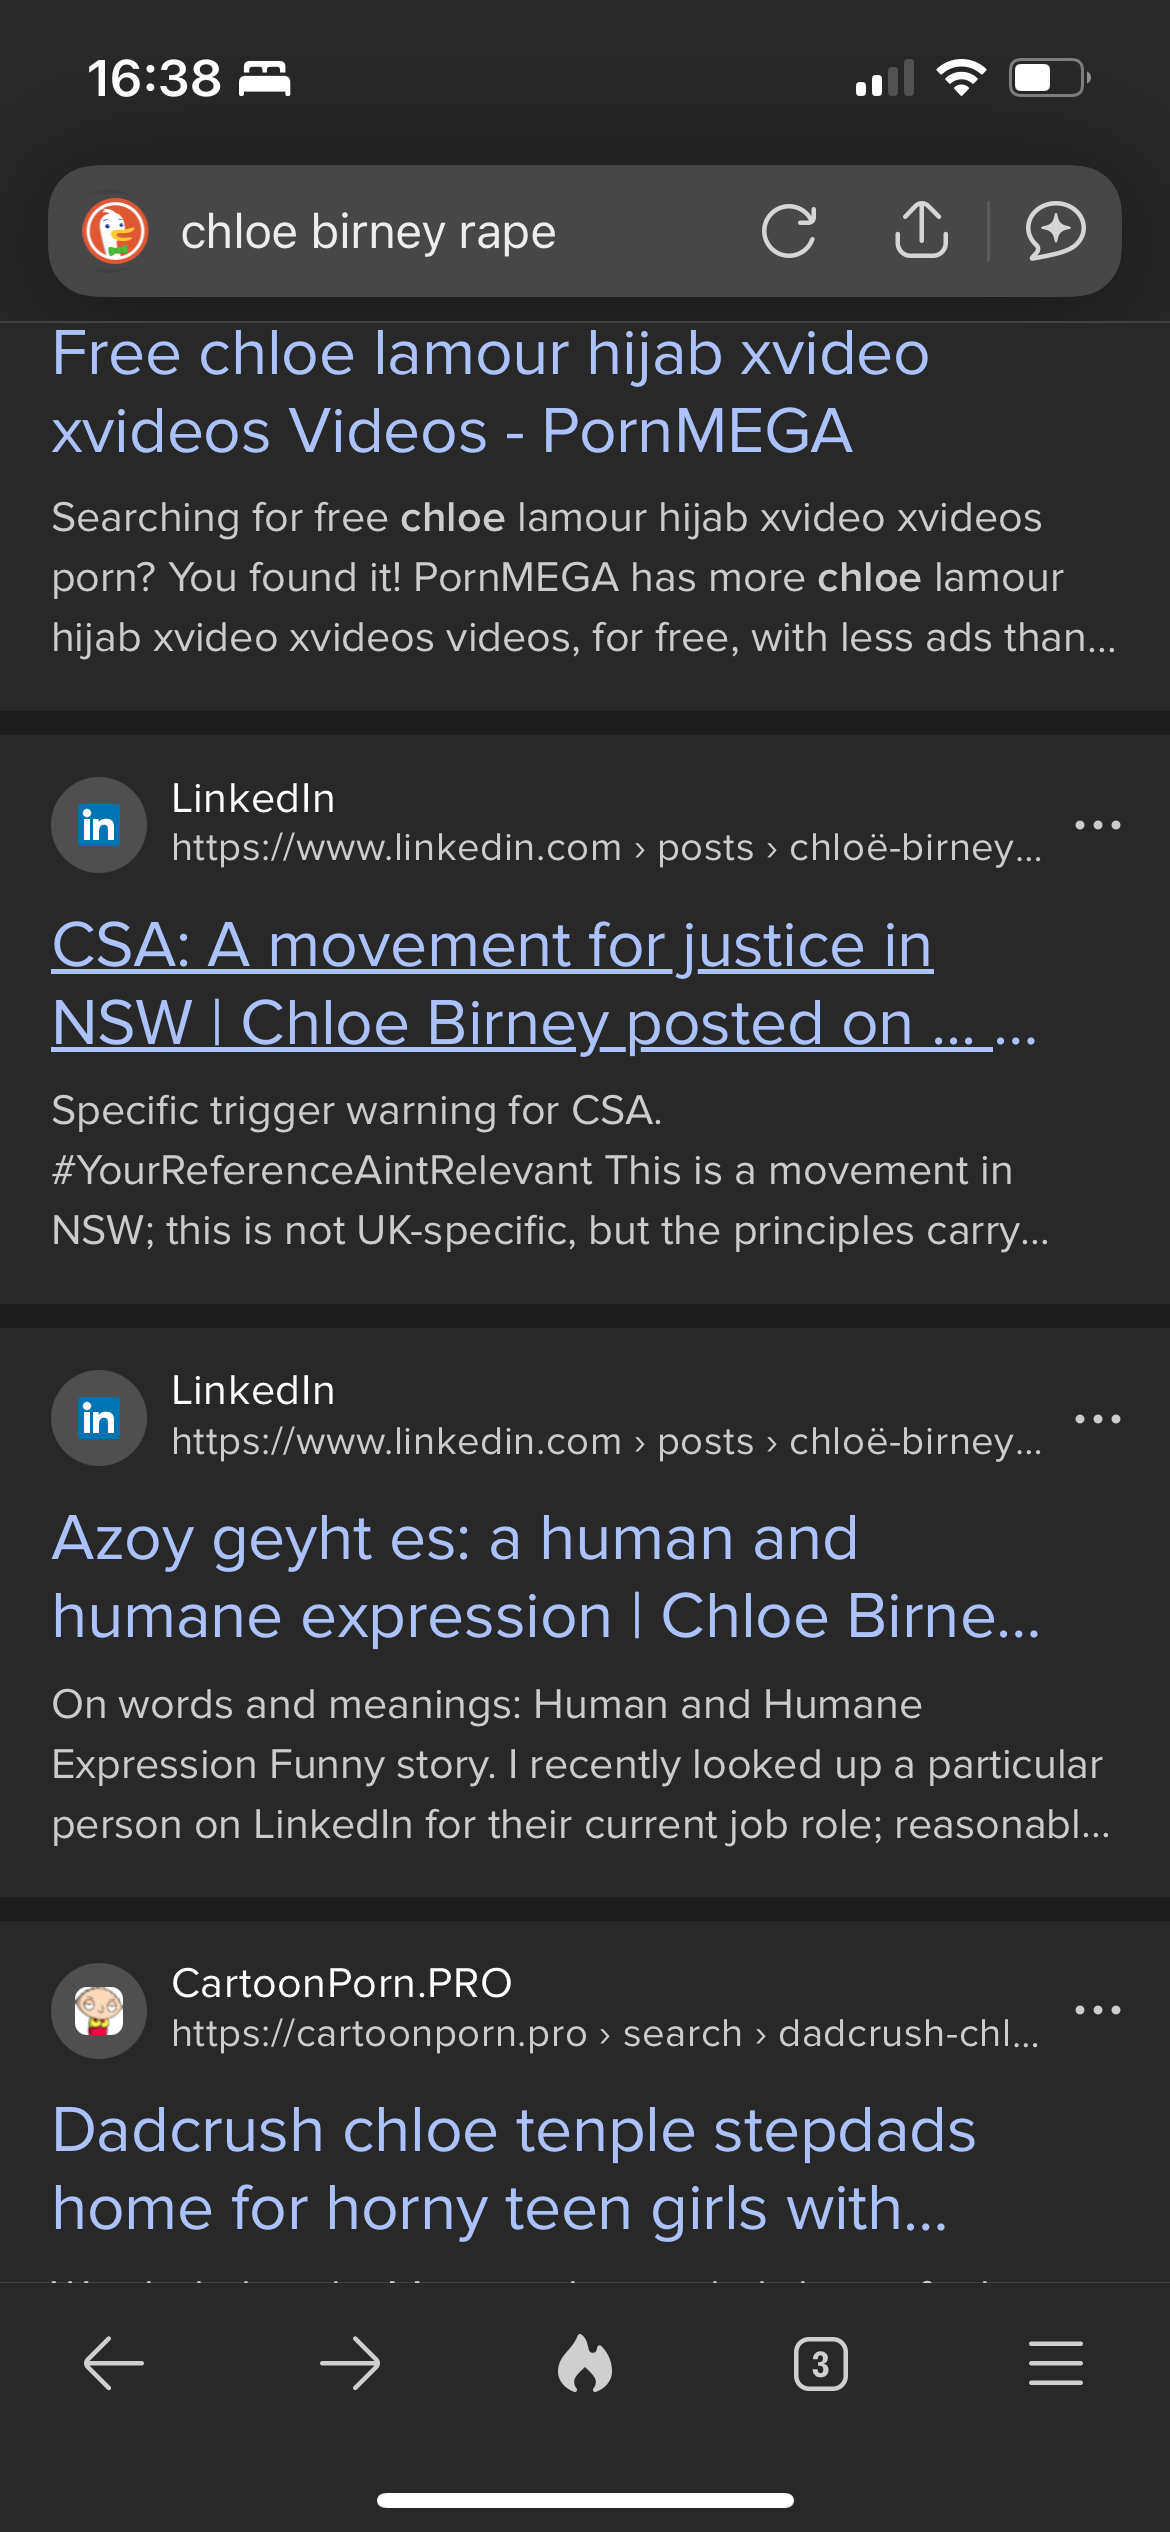 16:38
chloe birney rape
Free chloe lamour hijab xvideo
xvideos Videos - PornMEGA
Searching for free chloe lamour hijab xvideo xvideos
porn? You found it! PornMEGA has more chloe lamour
hijab xvideo xvideos videos, for free, with less ads than...
LinkedIn
https://www.linkedin.com › posts › chloë-birney...
CSA: A movement for justice in
NSW | Chloe Birney posted on ... ...
Specific trigger warning for CSA.
#YourReferenceAintRelevant This is a movement in
NSW; this is not UK-specific, but the principles carry...
LinkedIn
https://www.linkedin.com › posts › chloë-birney...
Azoy geyht es: a human and
humane expression | Chloe Birne...
On words and meanings: Human and Humane
Expression Funny story. I recently looked up a particular
person on LinkedIn for their current job role; reasonabl...
CartoonPorn.PRO
https://cartoonporn.pro › search › dadcrush-chl...
Dadcrush chloe tenple stepdads
home for horny teen girls with...
3